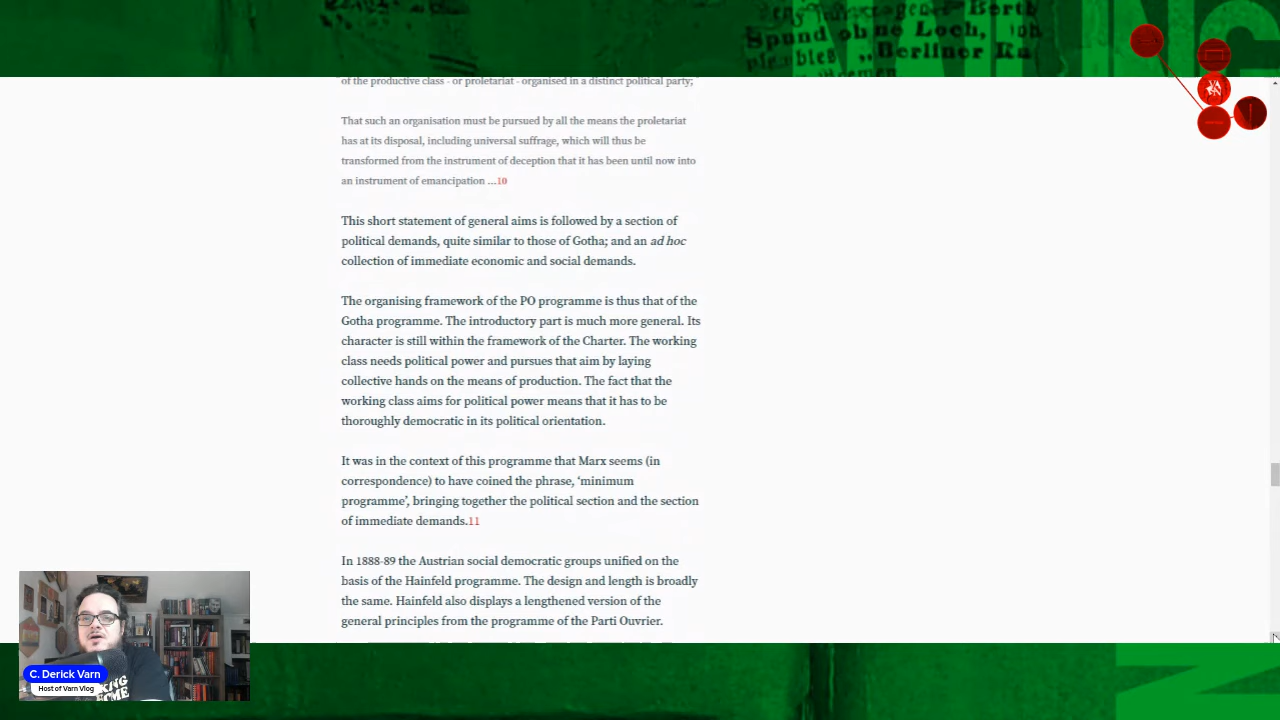 Berth
Spund ohne Loch,
"Berliner
of the productive class - or proletariat - organised in a distinct political party;
That such an organisation must be pursued by all the means the proletariat
has at its disposal, including universal suffrage, which will thus be
transformed from the instrument of deception that it has been until now into
an instrument of emancipation ...10
This short statement of general aims is followed by a section of
political demands, quite similar to those of Gotha; and an ad hoc
collection of immediate economic and social demands.
The organising framework of the PO programme is thus that of the
Gotha programme. The introductory part is much more general. Its
character is still within the framework of the Charter. The working
class needs political power and pursues that aim by laying
collective hands on the means of production. The fact that the
working class aims for political power means that it has to be
thoroughly democratic in its political orientation.
It was in the context of this programme that Marx seems (in
correspondence) to have coined the phrase, ‘minimum
programme’, bringing together the political section and the section
of immediate demands.11
In 1888-89 the Austrian social democratic groups unified on the
basis of the Hainfeld programme. The design and length is broadly
the same. Hainfeld also displays a lengthened version of the
general principles from the programme of the Parti Ouvrier.
C. Derick Varn
Host of Varn Vlog